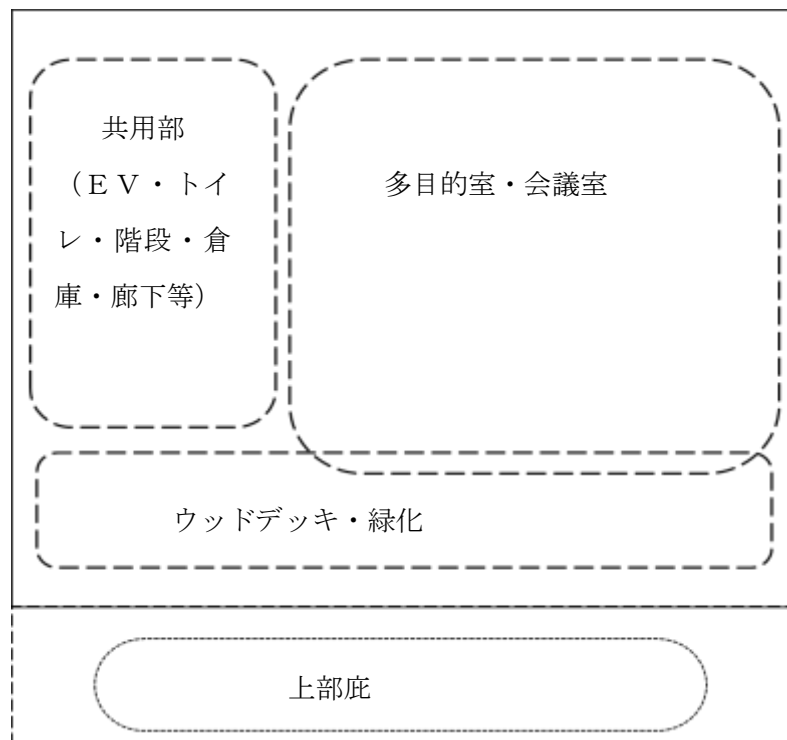 共用部
（ＥＶ・トイ
レ・階段・倉
庫・廊下等）
多目的室・会議室
ウッドデッキ・緑化
上部庇